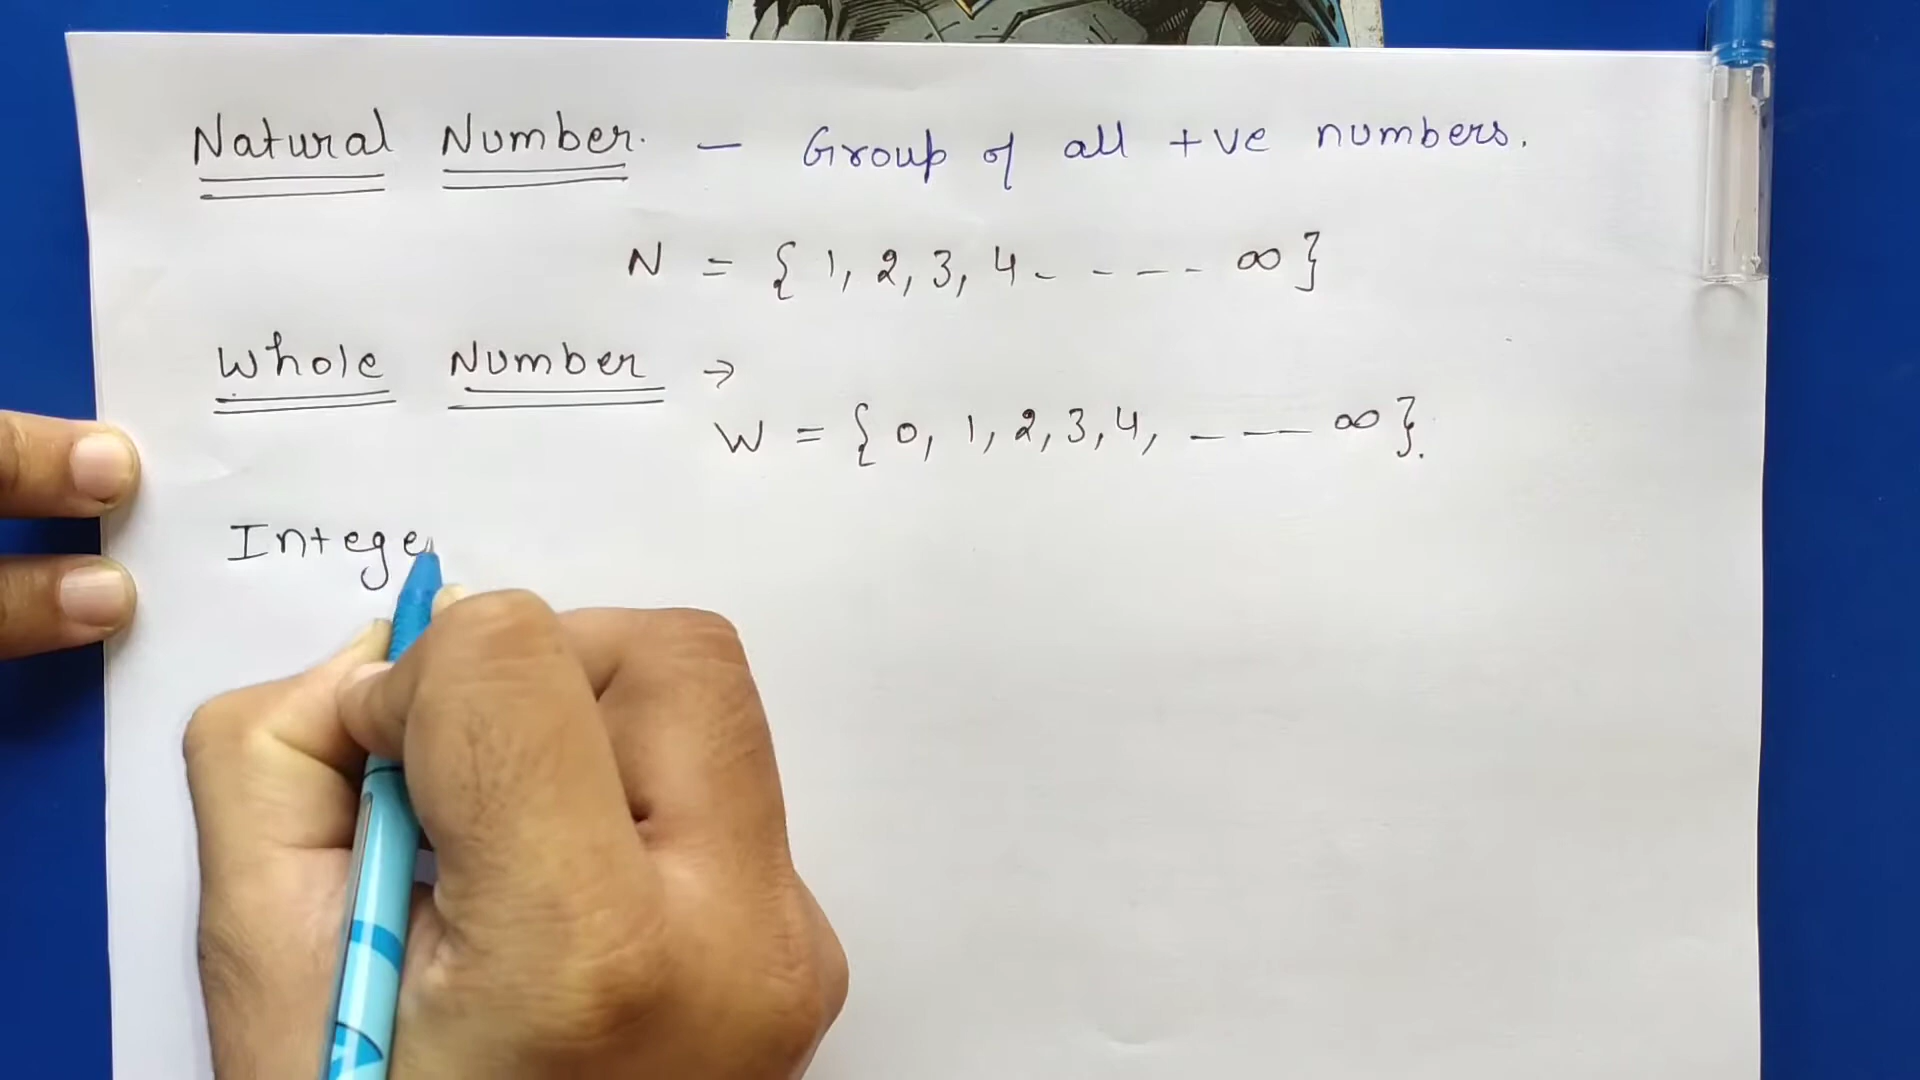 Natural Number. – Group of all +ve numbers.
N = { 1, 2, 3, 4 - - - - - ∞ }
Whole Number →
W = { 0, 1, 2, 3, 4, - - - ∞ }.
Intege